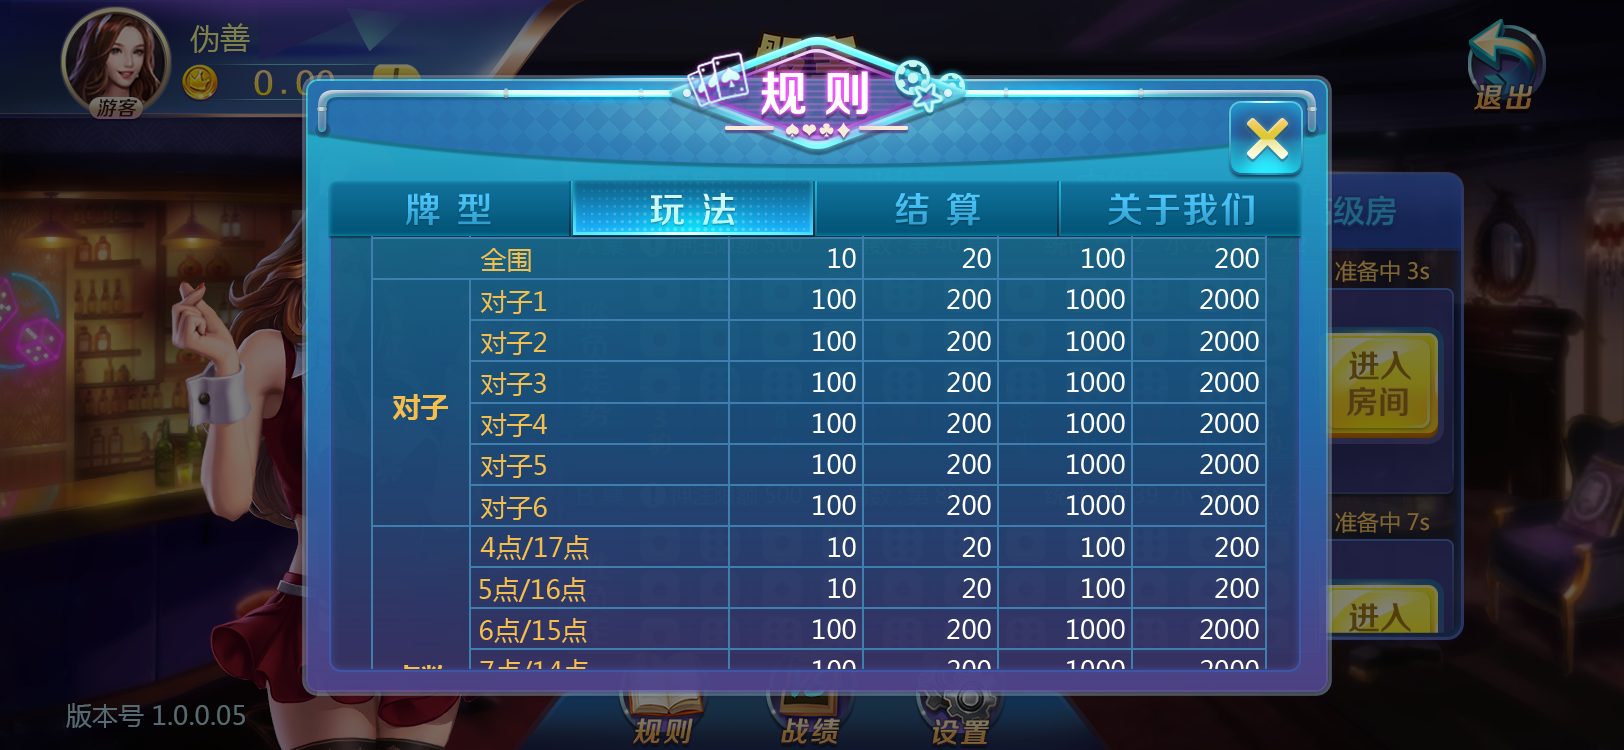 伪善
0.00
游客
规则
退出
牌型 玩法 结算 关于我们
级房
全围 10 20 100 200
准备中 3s
对子1 100 200 1000 2000
对子2 100 200 1000 2000
对子3 100 200 1000 2000
对子
对子4 100 200 1000 2000
对子5 100 200 1000 2000
对子6 100 200 1000 2000
进入
房间
准备中 7s
4点/17点 10 20 100 200
5点/16点 10 20 100 200
6点/15点 100 200 1000 2000
7点/14点 100 200 1000 2000
进入
版本号 1.0.0.05
规则 战绩 设置